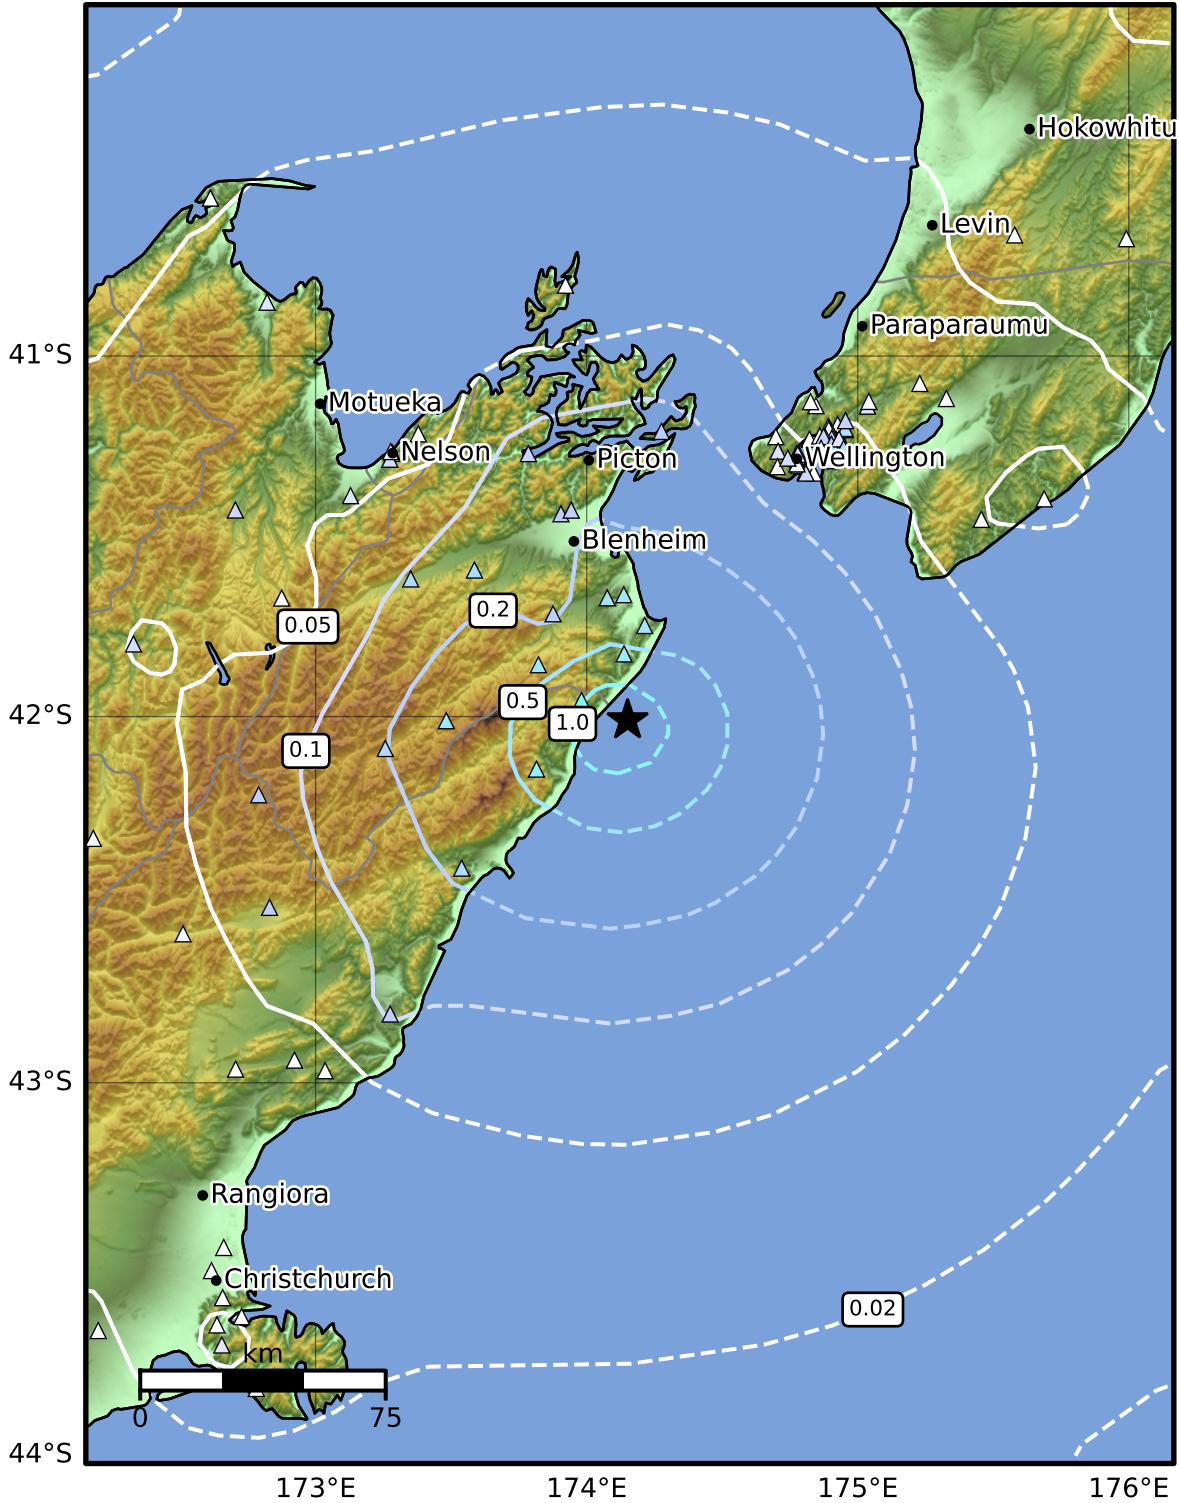 Hokowhitu
Levin
Paraparaumu
41°S
Motueka
Nelson
Picton
Wellington
Blenheim
0.2
0.05
0.5
42°S
1.0
0.1
43°S
Rangiora
Christchurch
0.02
km
0
75
44°S
173°E
174°E
175°E
176°E